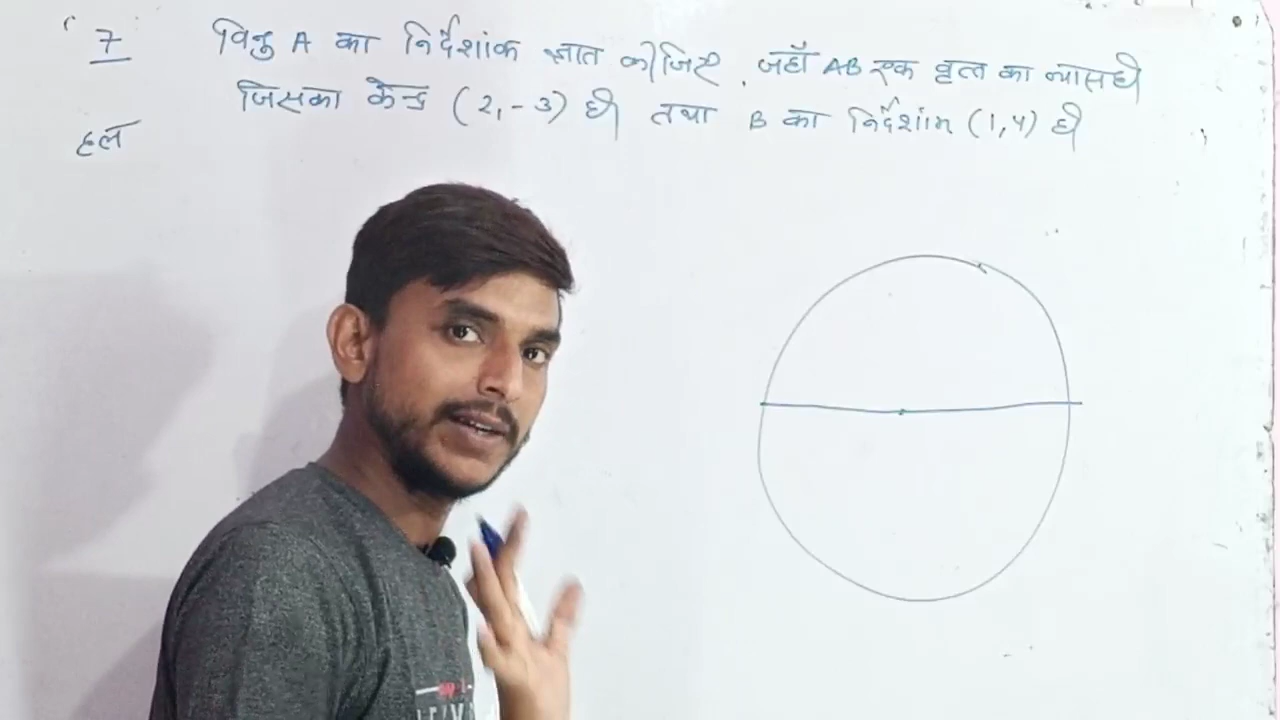 7 विन्दु A का निर्देशांक ज्ञात कीजिए, जहाँ AB एक वृत्त का व्यास है
जिसका केन्द्र (2,-3) है तथा B का निर्देशांक (1,4) है
हल